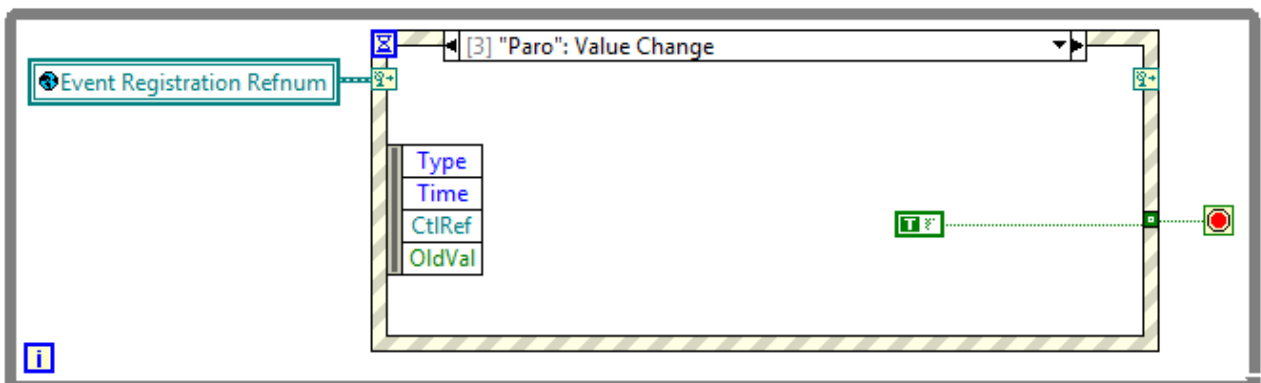 [3] "Paro": Value Change
Event Registration Refnum
Type
Time
CtlRef
T
OldVal
i